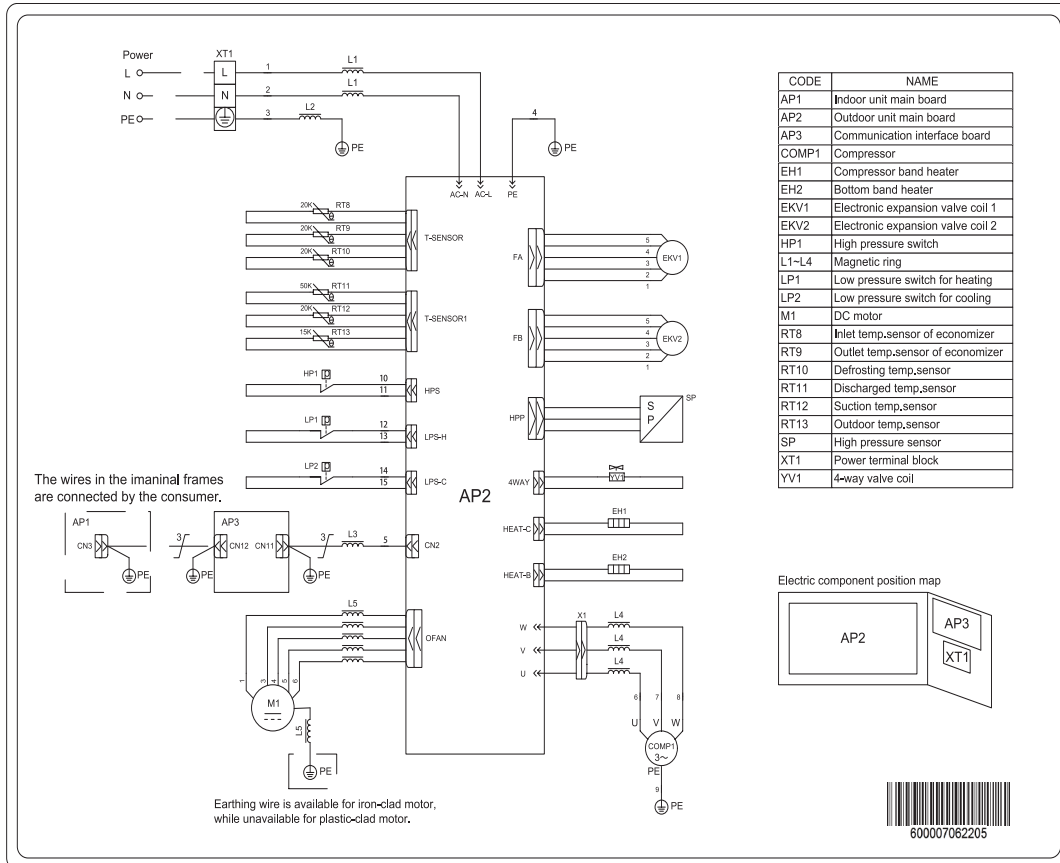 Power
XT1
L
L
1
L1
N
N
2
L1
PE
3
L2
PE
4
PE
AC-N
AC-L
PE
20K
RT8
20K
RT9
20K
RT10
T-SENSOR
50K
RT11
20K
RT12
15K
RT13
T-SENSOR1
HP1
P
10
11
HPS
LP1
P
12
13
LPS-H
LP2
P
14
15
LPS-C
AP2
The wires in the imaninal frames
are connected by the consumer.
AP1
CN3
PE
3
PE
AP3
CN12
CN11
PE
3
L3
5
CN2
L5
OFAN
1
3
4
5
6
M1
L5
PE
Earthing wire is available for iron-clad motor,
while unavailable for plastic-clad motor.
FA
5
4
3
2
1
EKV1
FB
5
4
3
2
1
EKV2
HPP
S
P
SP
4WAY
YV1
HEAT-C
EH1
HEAT-B
EH2
X1
W
L4
V
L4
U
L4
6
7
8
U
V
W
COMP1
3~
PE
9
PE
CODE NAME
AP1 Indoor unit main board
AP2 Outdoor unit main board
AP3 Communication interface board
COMP1 Compressor
EH1 Compressor band heater
EH2 Bottom band heater
EKV1 Electronic expansion valve coil 1
EKV2 Electronic expansion valve coil 2
HP1 High pressure switch
L1~L4 Magnetic ring
LP1 Low pressure switch for heating
LP2 Low pressure switch for cooling
M1 DC motor
RT8 Inlet temp.sensor of economizer
RT9 Outlet temp.sensor of economizer
RT10 Defrosting temp.sensor
RT11 Discharged temp.sensor
RT12 Suction temp.sensor
RT13 Outdoor temp.sensor
SP High pressure sensor
XT1 Power terminal block
YV1 4-way valve coil
Electric component position map
AP2
AP3
XT1
600007062205